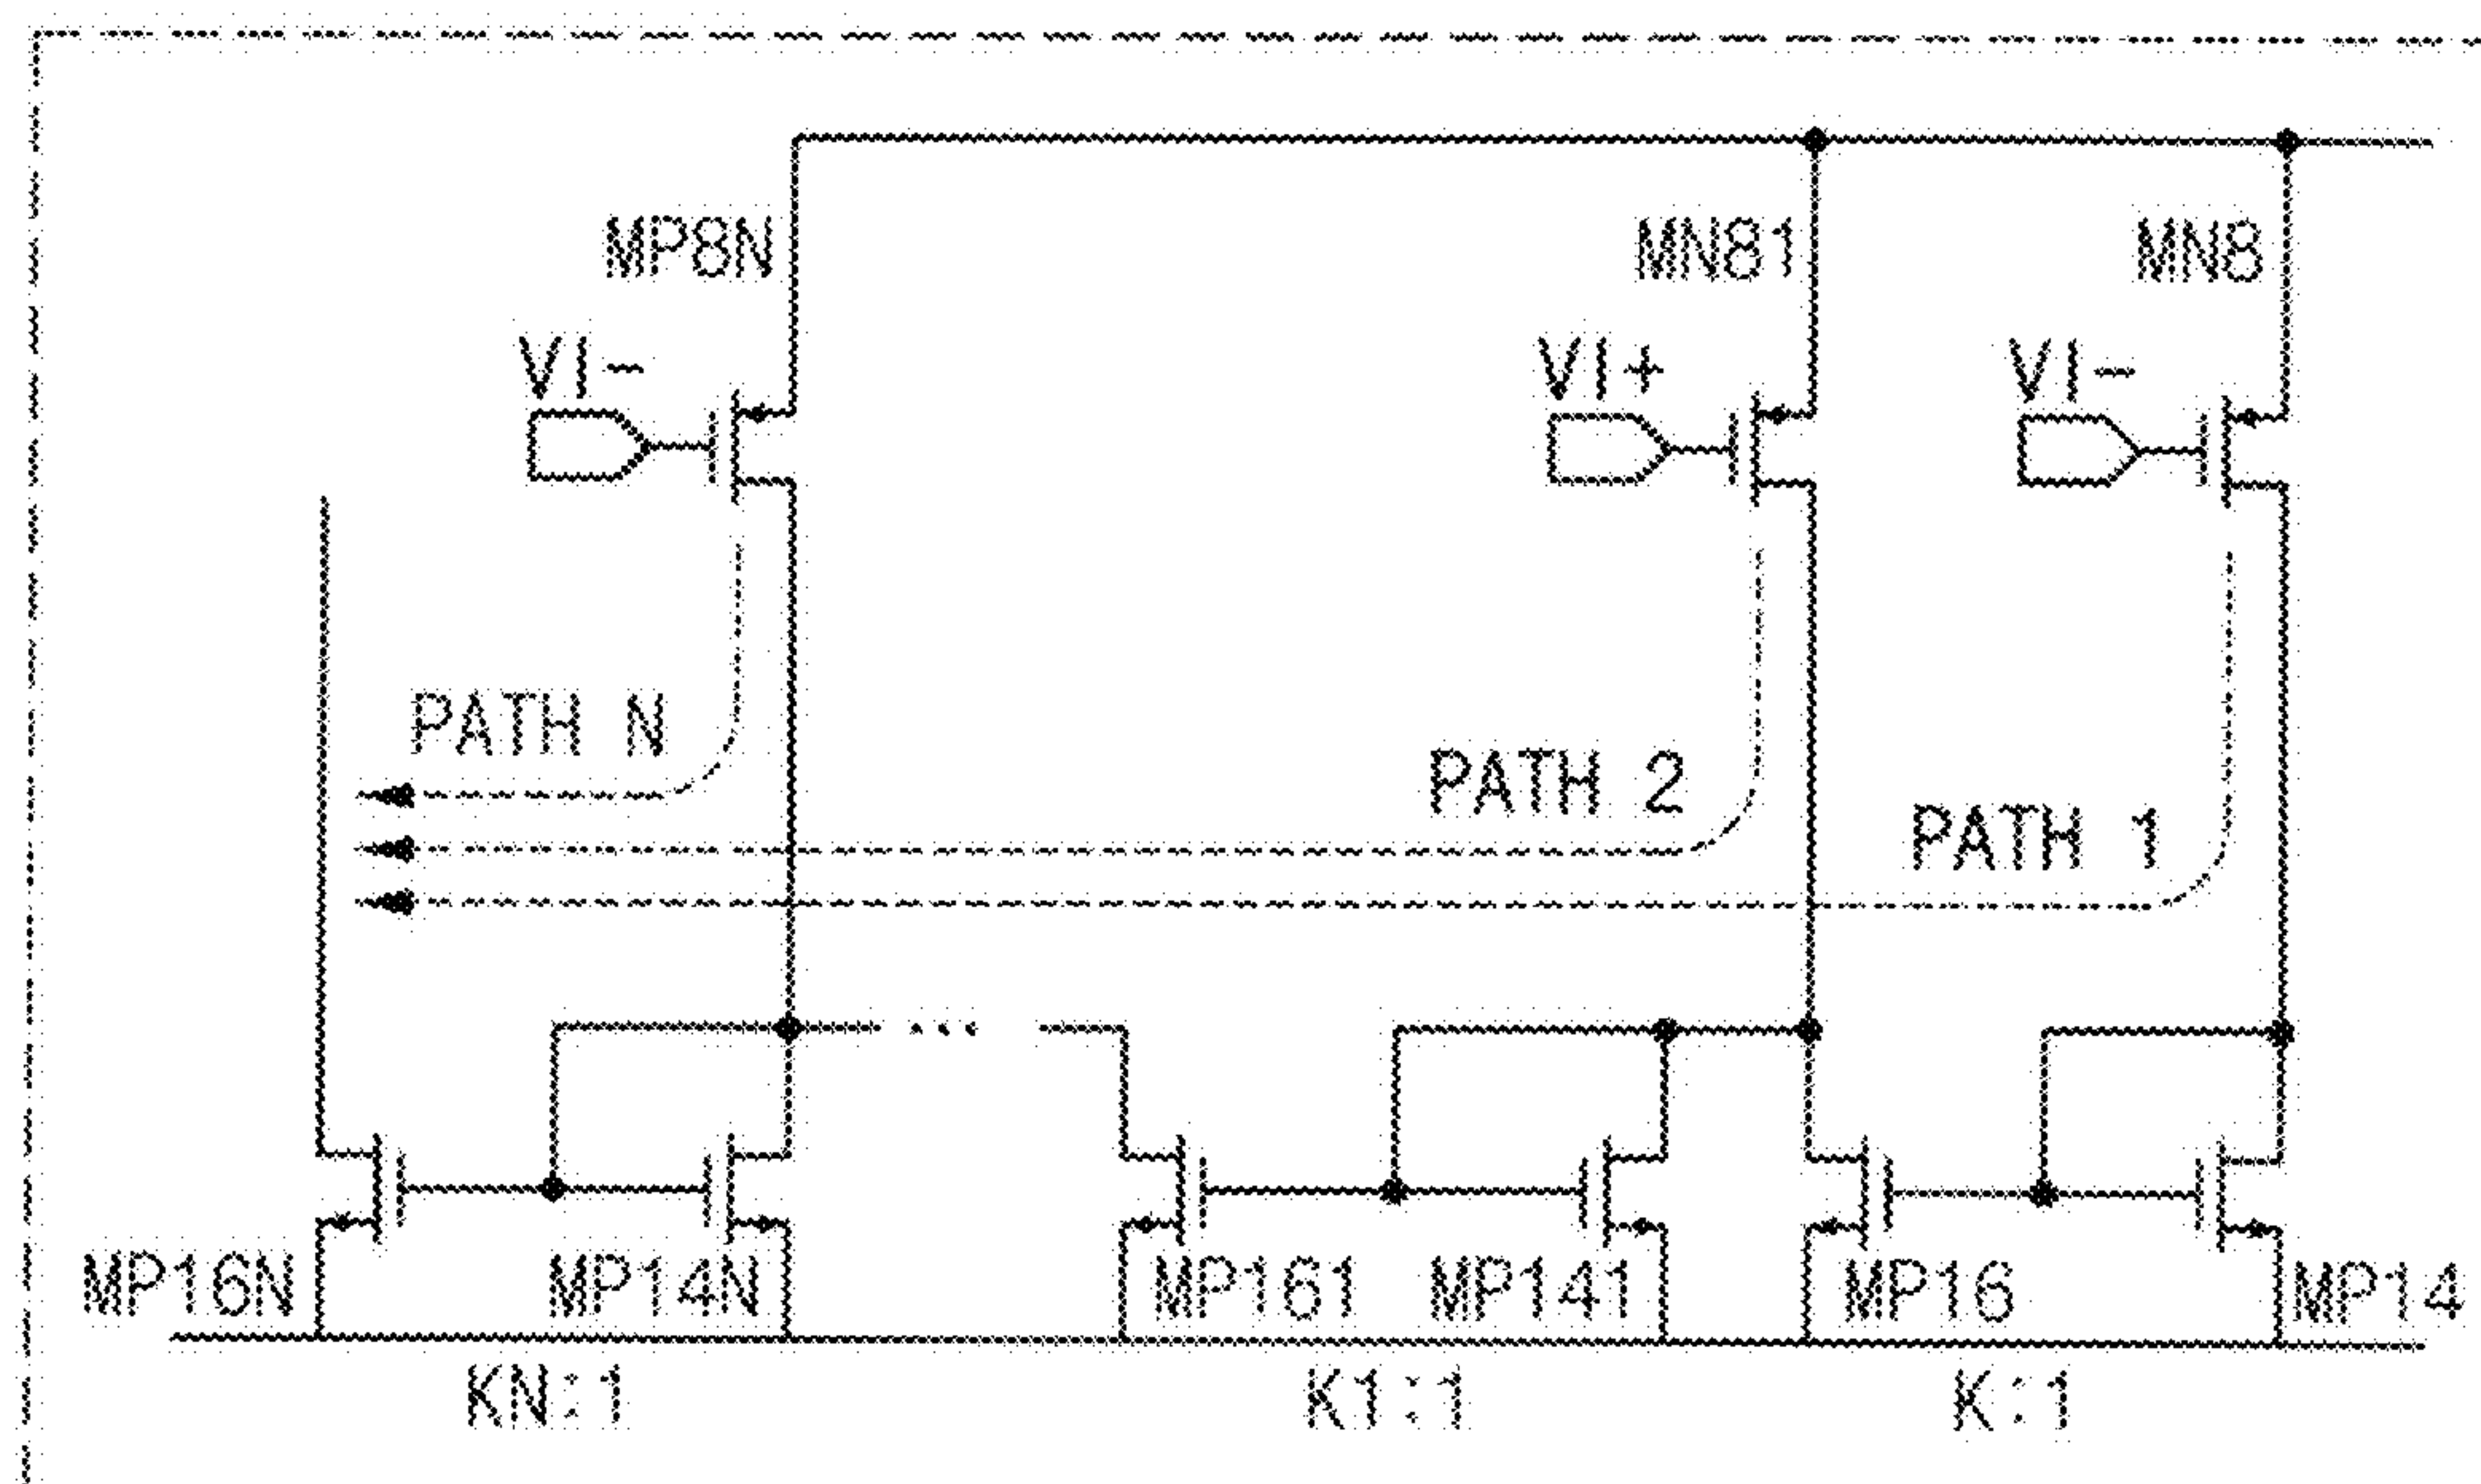 MP8N
MN81
MN8
VI-
VI+
VI-
PATH N
PATH 2
PATH 1
MP16N
MP14N
MP161
MP141
MP16
MP14
KN:1
K1:1
K:1